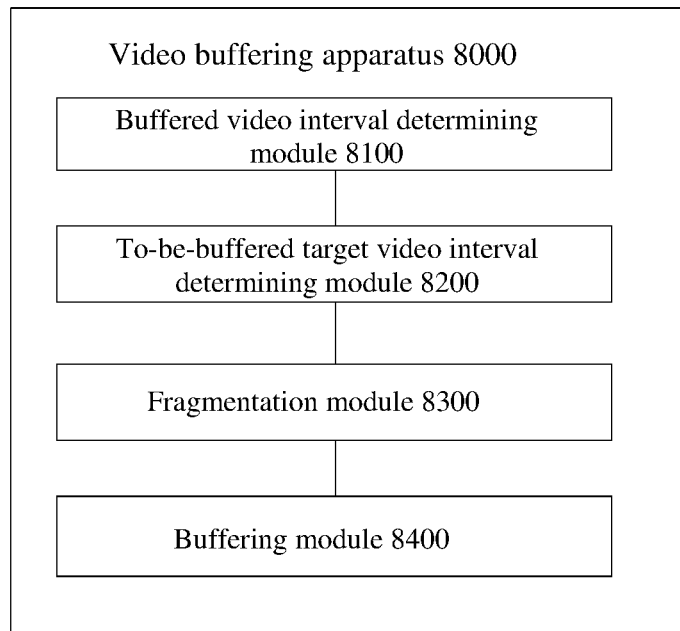 Video buffering apparatus 8000
Buffered video interval determining
module 8100
To-be-buffered target video interval
determining module 8200
Fragmentation module 8300
Buffering module 8400